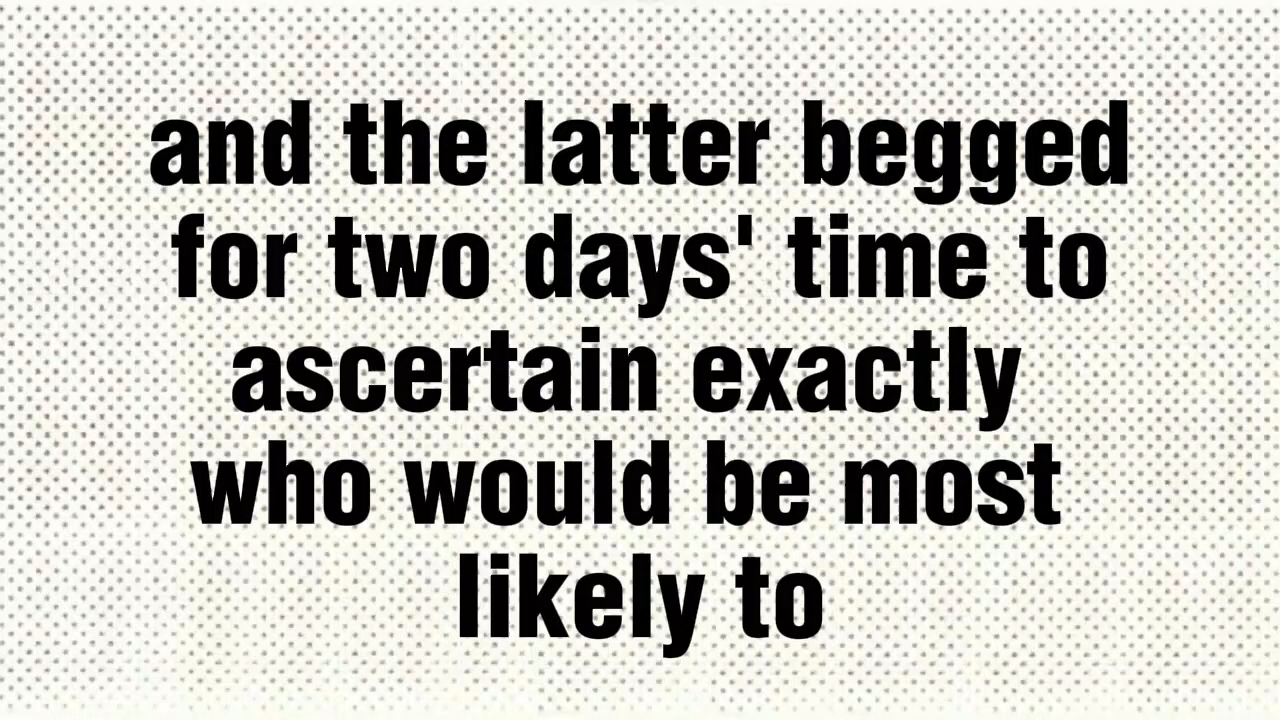 and the latter begged
for two days' time to
ascertain exactly
who would be most
likely to